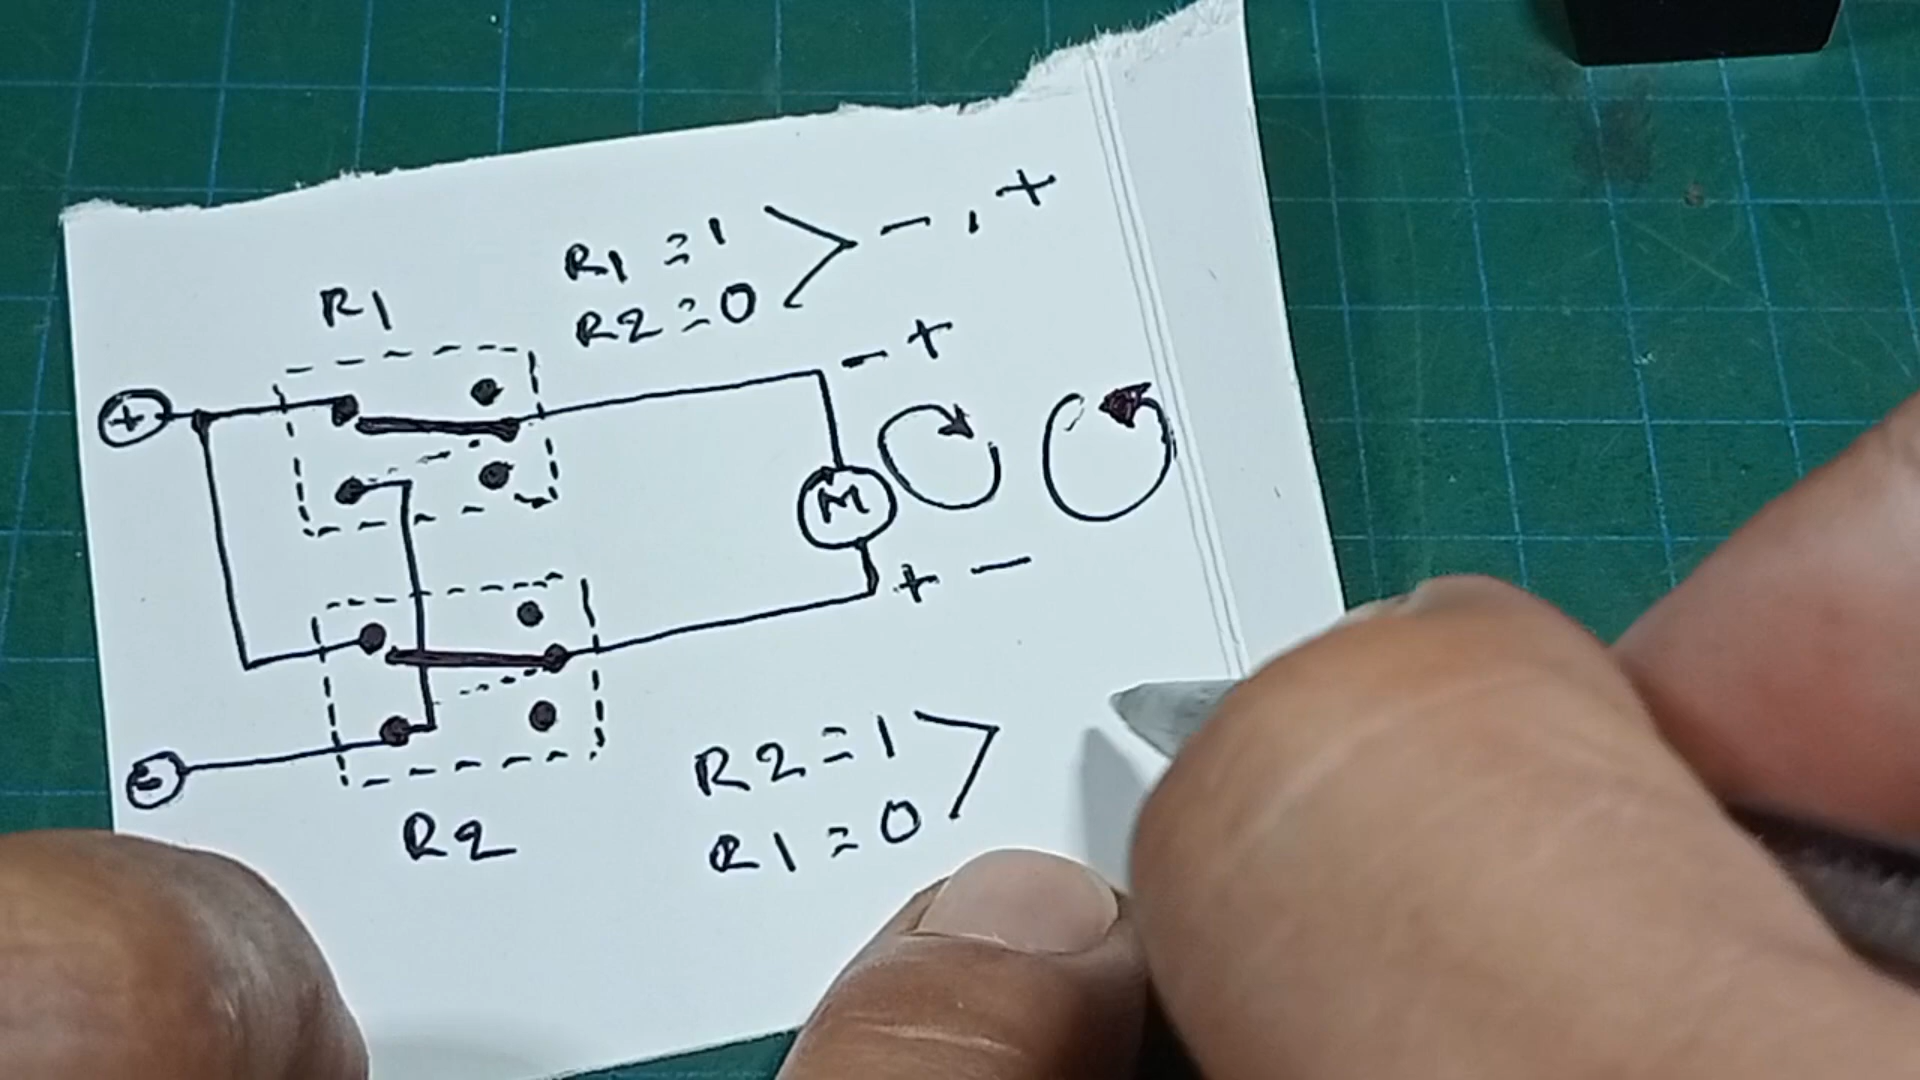 R1 = 1
R2 = 0
- , +
R1
- +
+
M
+ -
-
R2 = 1
R1 = 0
R2